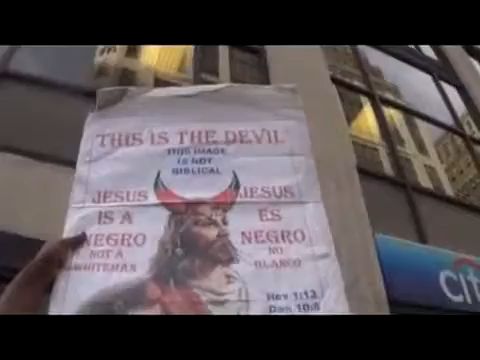 THIS IS THE DEVIL
THIS IMAGE
IS NOT
BIBLICAL
JESUS
IS A
NEGRO
NOT A
WHITEMAN
JESUS
ES
NEGRO
NO
BLANCO
Rev 1:13
Dan 10:6
citi